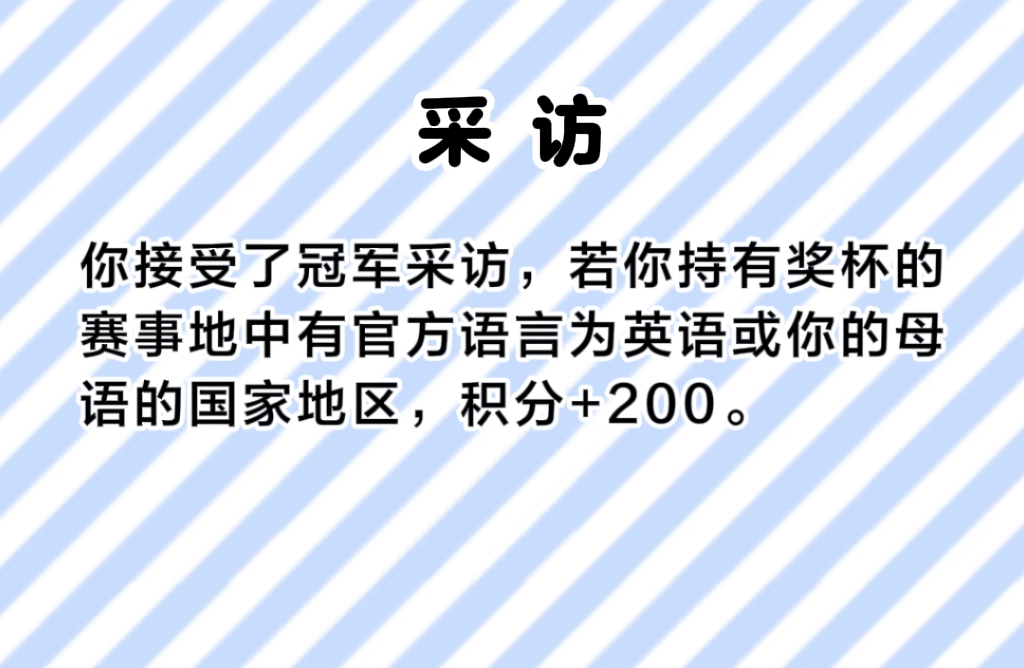 采访
你接受了冠军采访，若你持有奖杯的
赛事地中有官方语言为英语或你的母
语的国家地区，积分+200。